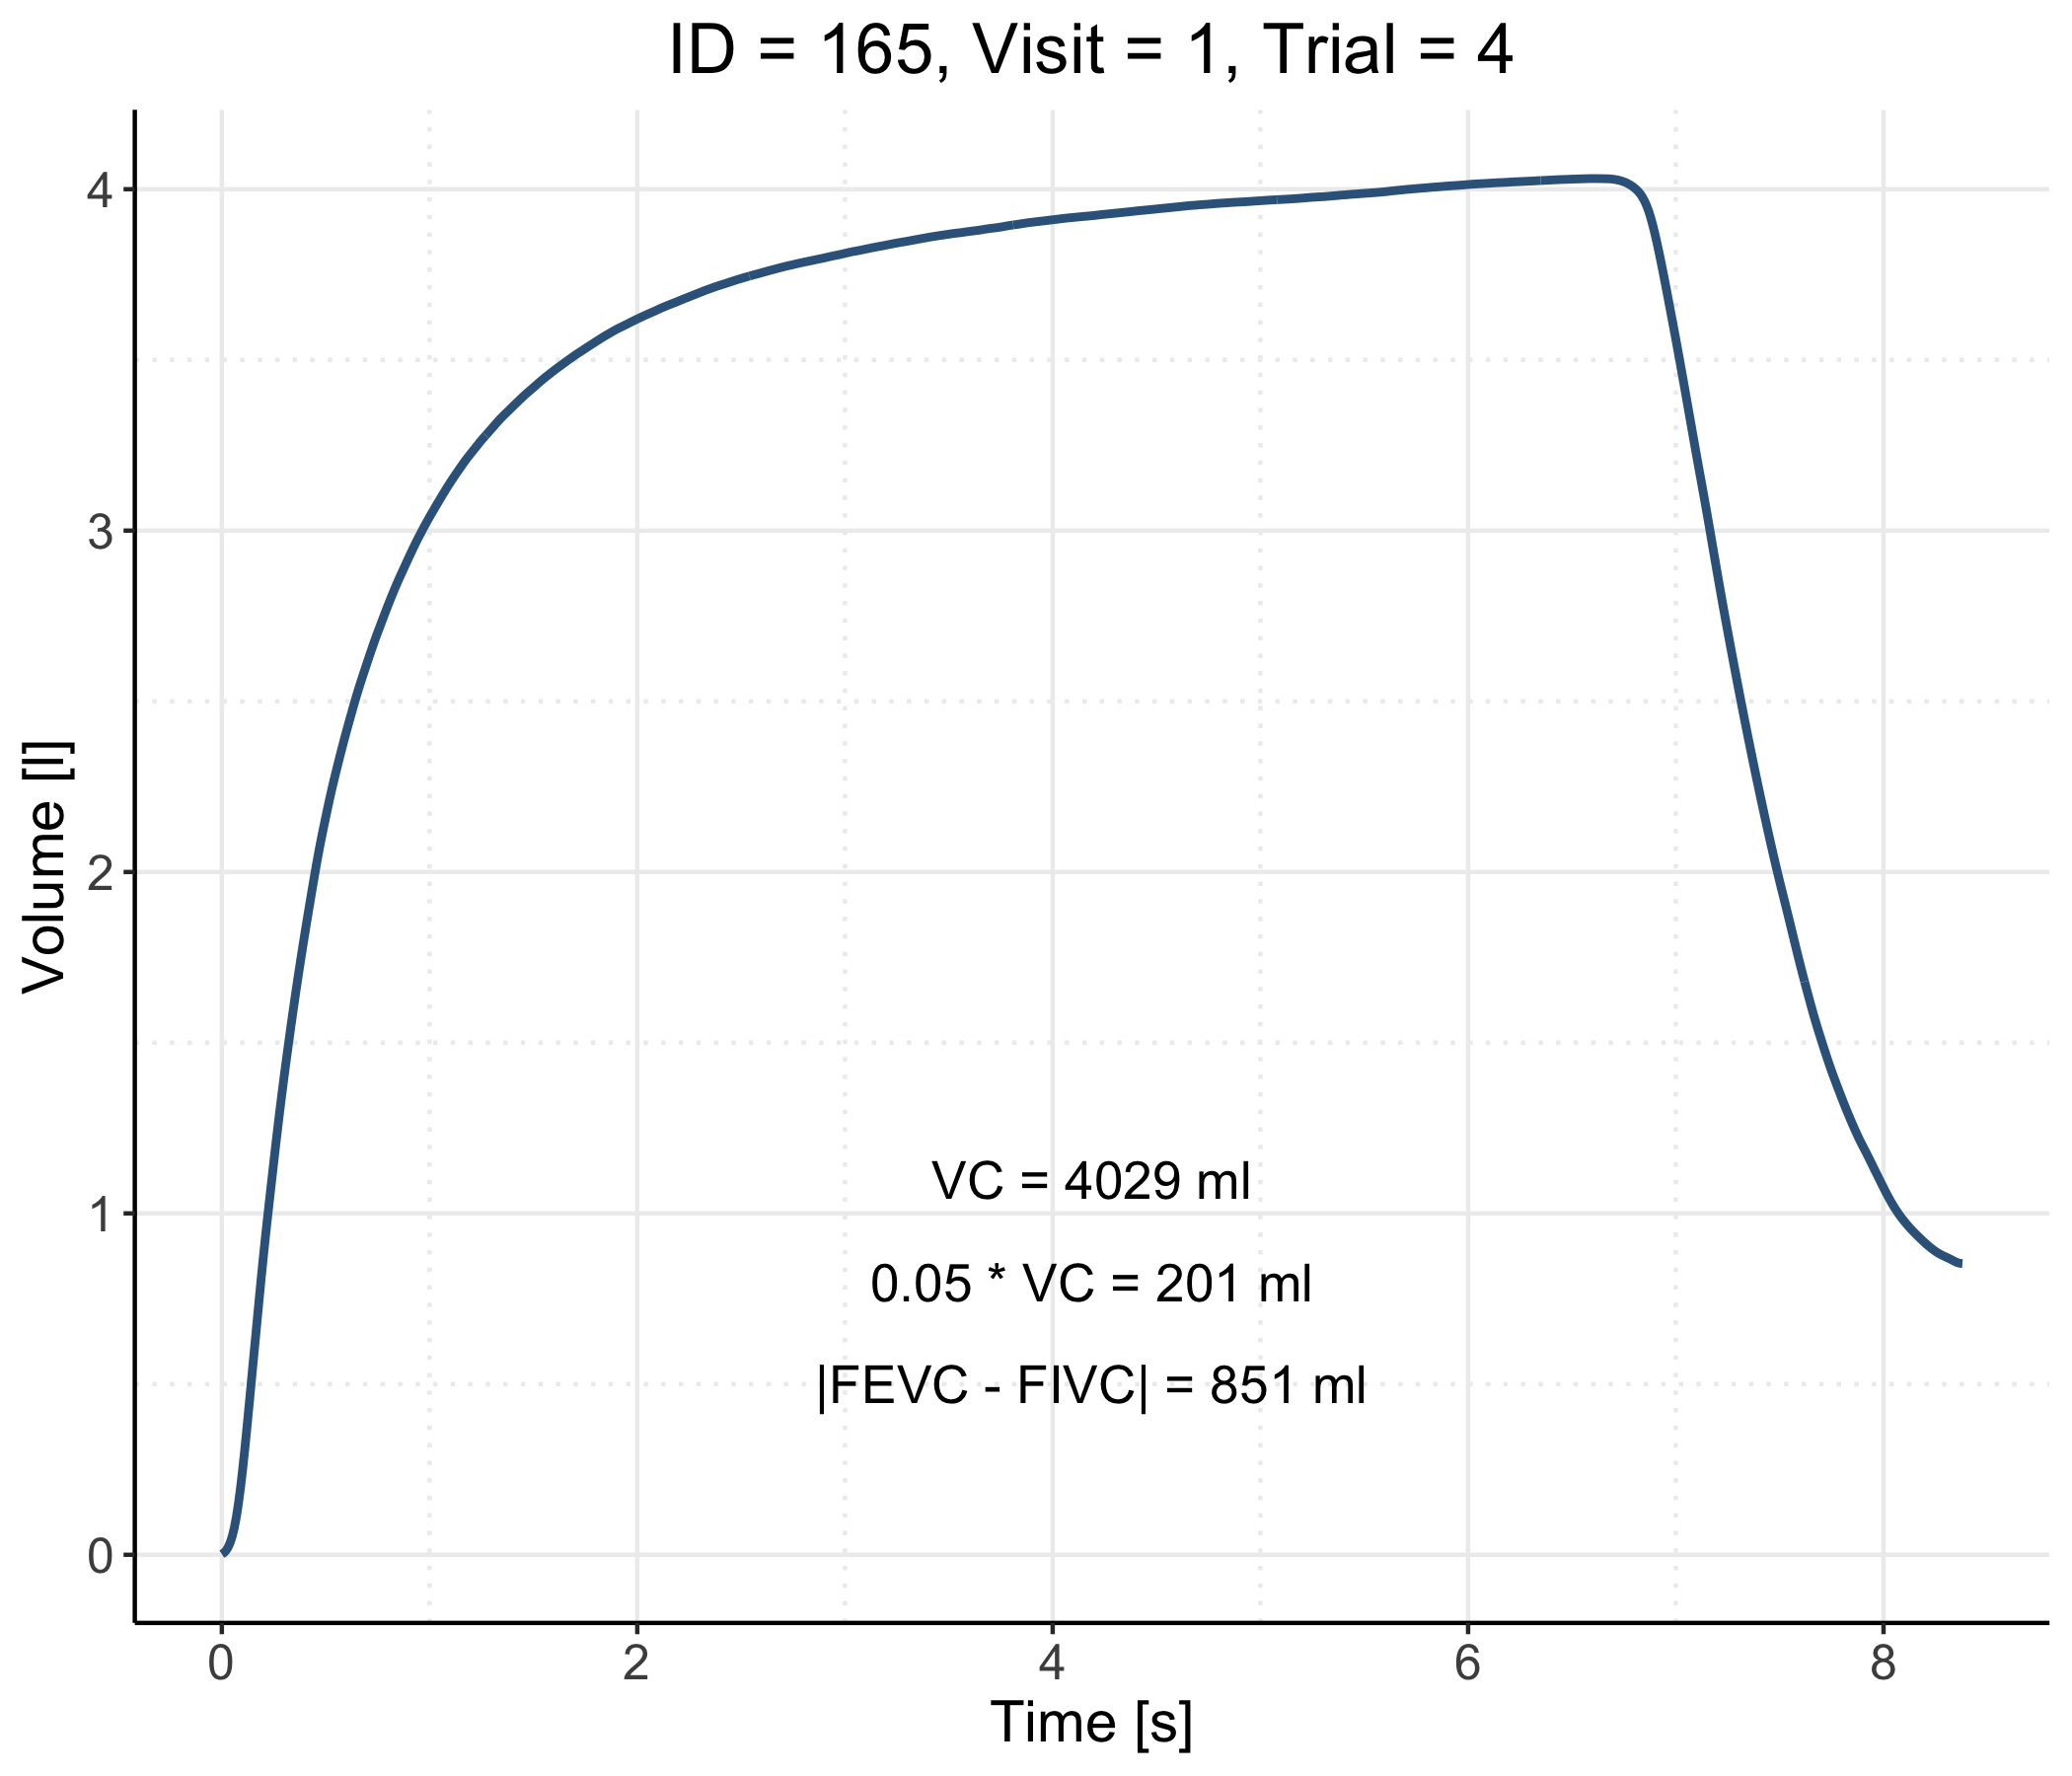 ID = 165, Visit = 1, Trial = 4
4
3
2
1
0
Volume [l]
VC = 4029 ml
0.05 * VC = 201 ml
|FEVC - FIVC| = 851 ml
0 2 4 6 8
Time [s]